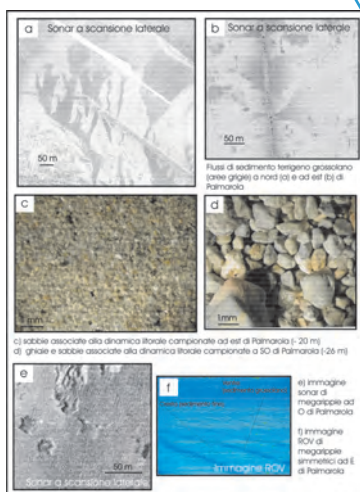 a
Sonar a scansione laterale
50 m
b
Sonar a scansione laterale
50 m
Flussi di sedimento terrigeno grossolano
(aree grigie) a nord (a) e ad est (b) di
Palmarola
c
1 mm
d
1mm
c) sabbie associate alla dinamica litorale campionate ad est di Palmarola (- 20 m)
d) ghiaie e sabbie associate alla dinamica litorale campionate a SO di Palmarola (-26 m)
e
50 m
Sonar a scansione laterale
f
Immagine ROV
e) Immagine
sonar di
megaripple ad
O di Palmarola
f) Immagine
ROV di
megaripple
simmetrici ad E
di Palmarola